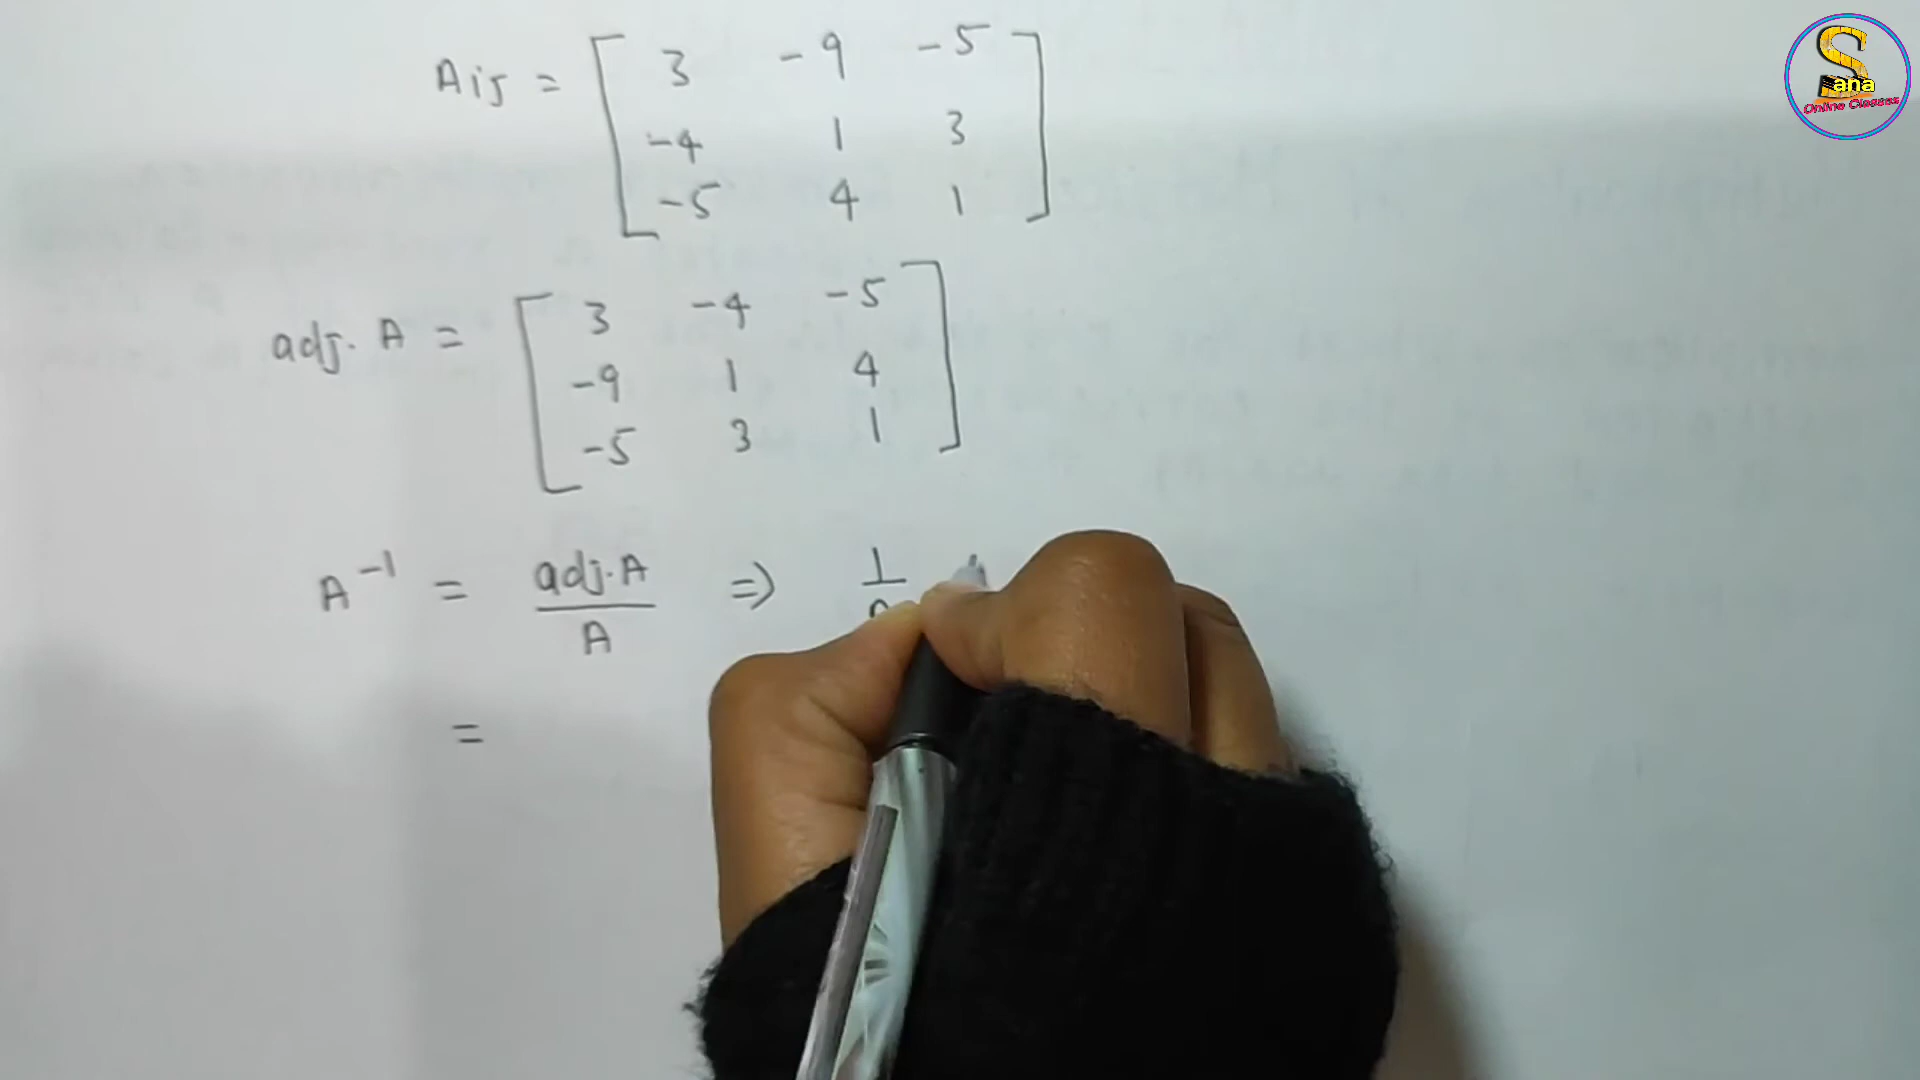 Aij = [ 3 -9 -5
-4 1 3
-5 4 1 ]
adj. A = [ 3 -4 -5
-9 1 4
-5 3 1 ]
A⁻¹ = adj.A / A ⇒ 1 /
=
Sana
Online Classes